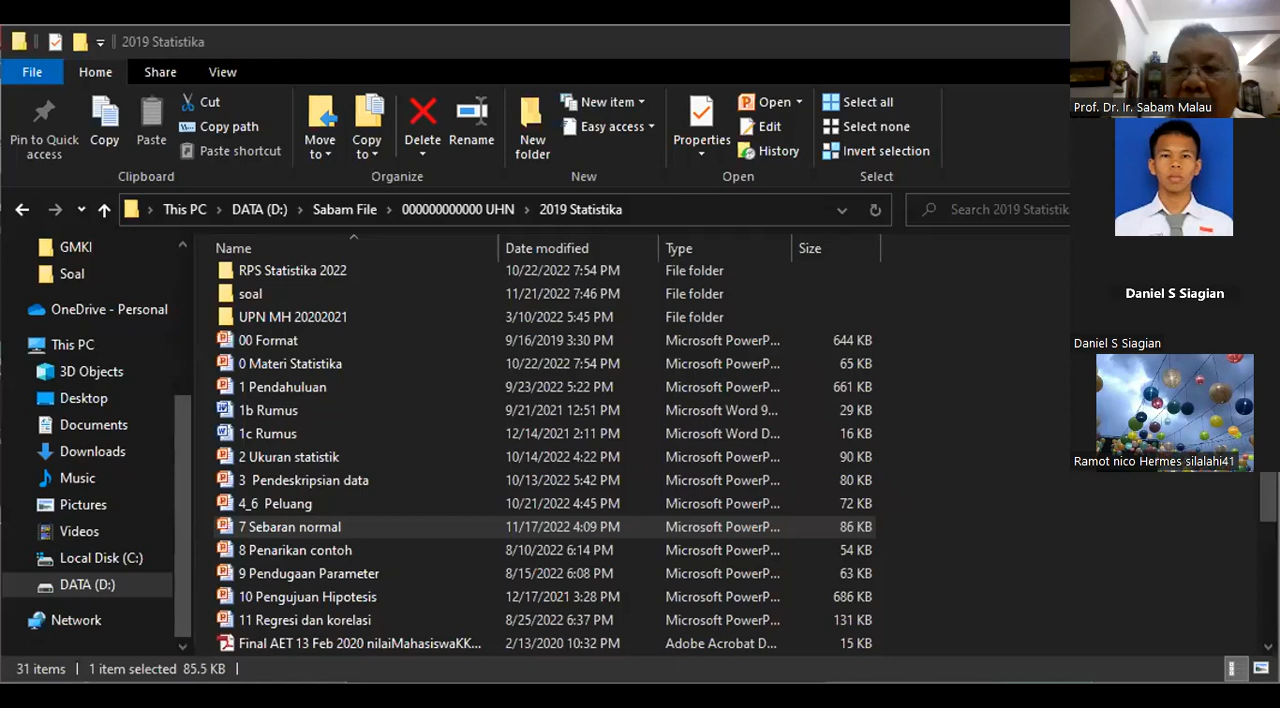 2019 Statistika
File Home Share View
Pin to Quick access
Copy
Paste
Cut
Copy path
Paste shortcut
Clipboard
Move to
Copy to
Delete
Rename
Organize
New folder
New item
Easy access
New
Properties
Open
Edit
History
Open
Select all
Select none
Invert selection
Select
This PC > DATA (D:) > Sabam File > 000000000000 UHN > 2019 Statistika
Search 2019 Statistik
GMKI
Soal
OneDrive - Personal
This PC
3D Objects
Desktop
Documents
Downloads
Music
Pictures
Videos
Local Disk (C:)
DATA (D:)
Network
Name Date modified Type Size
RPS Statistika 2022 10/22/2022 7:54 PM File folder
soal 11/21/2022 7:46 PM File folder
UPN MH 20202021 3/10/2022 5:45 PM File folder
00 Format 9/16/2019 3:30 PM Microsoft PowerP... 644 KB
0 Materi Statistika 10/22/2022 7:54 PM Microsoft PowerP... 65 KB
1 Pendahuluan 9/23/2022 5:22 PM Microsoft PowerP... 661 KB
1b Rumus 9/21/2021 12:51 PM Microsoft Word 9... 29 KB
1c Rumus 12/14/2021 2:11 PM Microsoft Word D... 16 KB
2 Ukuran statistik 10/14/2022 4:22 PM Microsoft PowerP... 90 KB
3 Pendeskripsian data 10/13/2022 5:42 PM Microsoft PowerP... 80 KB
4_6 Peluang 10/21/2022 4:45 PM Microsoft PowerP... 72 KB
7 Sebaran normal 11/17/2022 4:09 PM Microsoft PowerP... 86 KB
8 Penarikan contoh 8/10/2022 6:14 PM Microsoft PowerP... 54 KB
9 Pendugaan Parameter 8/15/2022 6:08 PM Microsoft PowerP... 63 KB
10 Pengujuan Hipotesis 12/17/2021 3:28 PM Microsoft PowerP... 686 KB
11 Regresi dan korelasi 8/25/2022 6:37 PM Microsoft PowerP... 131 KB
Final AET 13 Feb 2020 nilaiMahasiswaKK... 2/13/2020 10:32 PM Adobe Acrobat D... 15 KB
31 items 1 item selected 85.5 KB
Prof. Dr. Ir. Sabam Malau
Daniel S Siagian
Daniel S Siagian
Ramot nico Hermes silalahi41